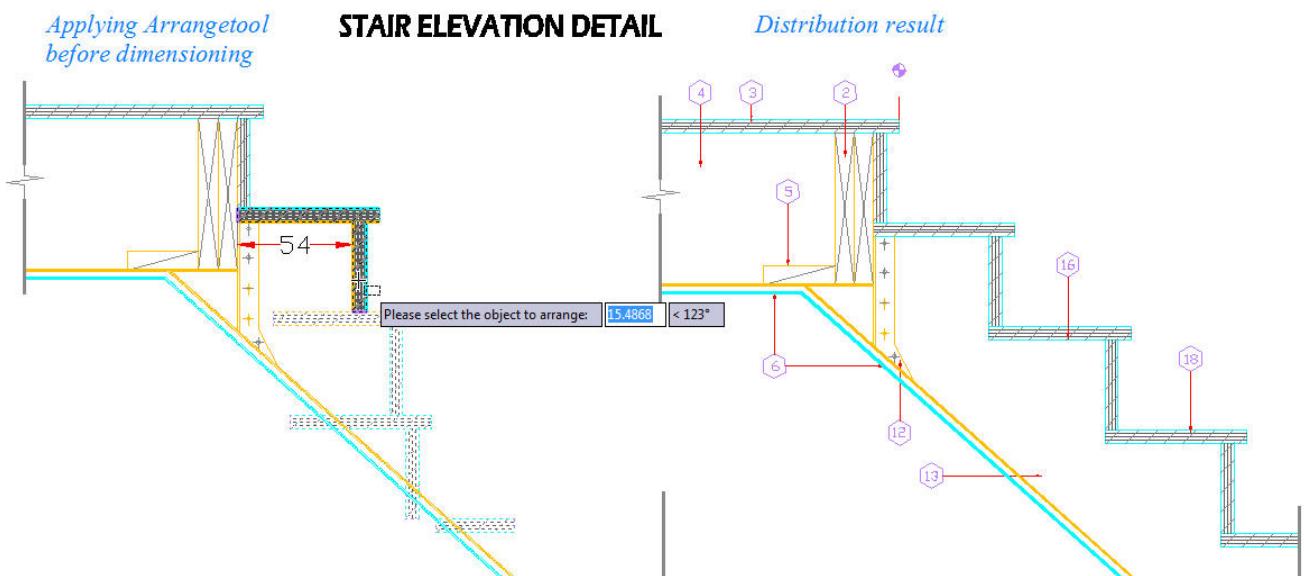 Applying Arrangetool
before dimensioning
STAIR ELEVATION DETAIL
Distribution result
4
3
2
5
54
16
Please select the object to arrange: 15.4868 < 123°
6
18
12
13